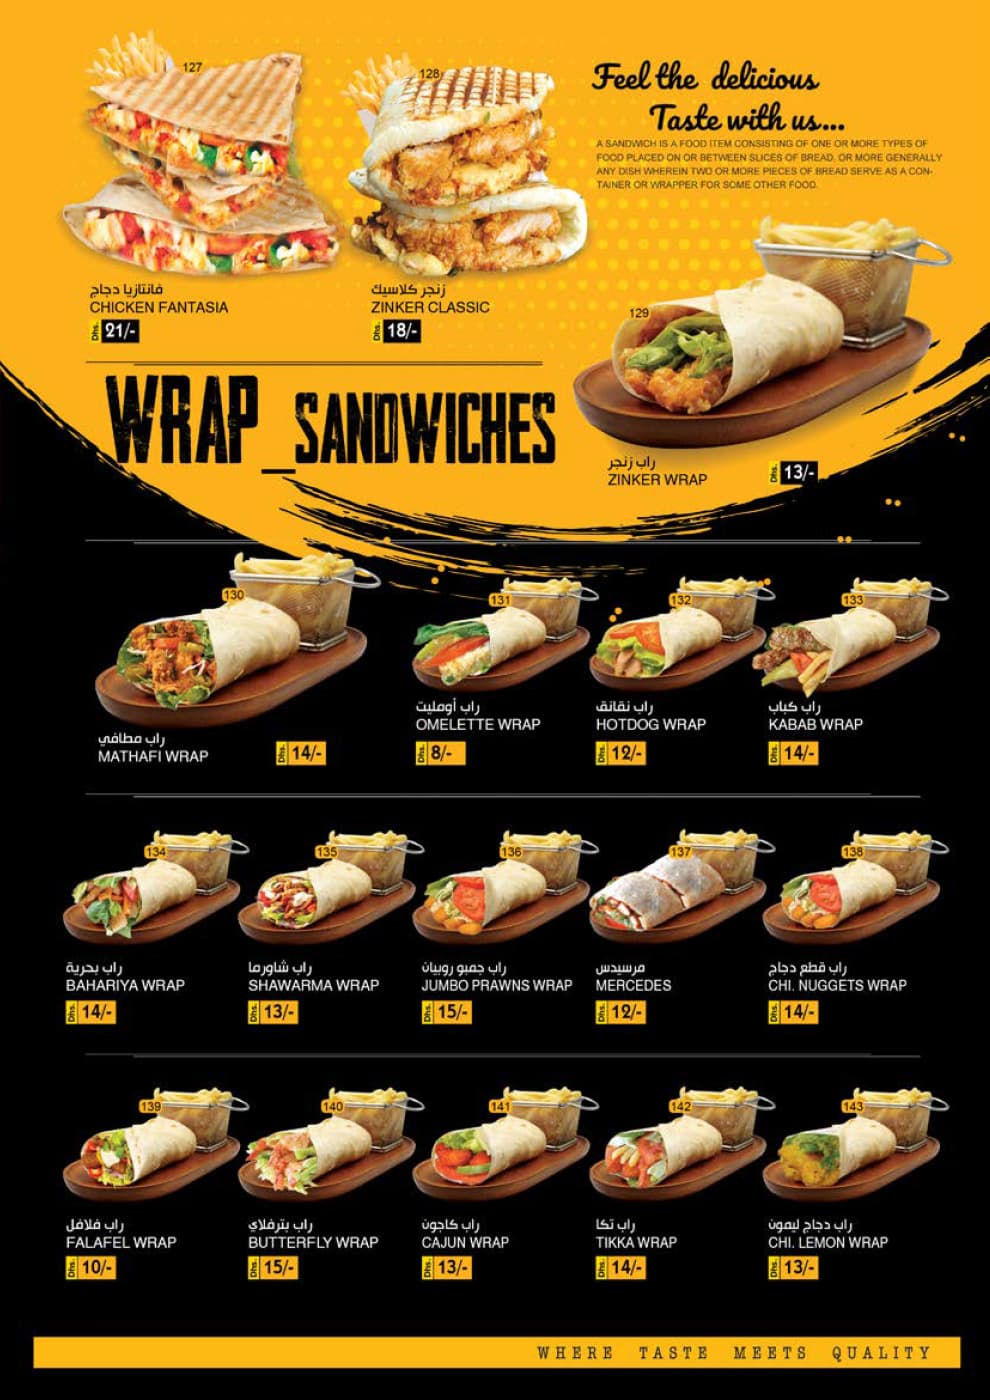 127
128
Feel the delicious
Taste with us...
A SANDWICH IS A FOOD ITEM CONSISTING OF ONE OR MORE TYPES OF
FOOD PLACED ON OR BETWEEN SLICES OF BREAD, OR MORE GENERALLY
ANY DISH WHEREIN TWO OR MORE PIECES OF BREAD SERVE AS A CON-
TAINER OR WRAPPER FOR SOME OTHER FOOD.
فانتازيا دجاج
CHICKEN FANTASIA
Dhs. 21/-
زنجر كلاسيك
ZINKER CLASSIC
Dhs. 18/-
129
WRAP_SANDWICHES
راب زنجر
ZINKER WRAP
Dhs. 13/-
130
راب مطافي
MATHAFI WRAP
Dhs. 14/-
131
راب أومليت
OMELETTE WRAP
Dhs. 8/-
132
راب نقانق
HOTDOG WRAP
Dhs. 12/-
133
راب كباب
KABAB WRAP
Dhs. 14/-
134
راب بحرية
BAHARIYA WRAP
Dhs. 14/-
135
راب شاورما
SHAWARMA WRAP
Dhs. 13/-
136
راب جمبو روبيان
JUMBO PRAWNS WRAP
Dhs. 15/-
137
مرسيدس
MERCEDES
Dhs. 12/-
138
راب قطع دجاج
CHI. NUGGETS WRAP
Dhs. 14/-
139
راب فلافل
FALAFEL WRAP
Dhs. 10/-
140
راب بترفلاي
BUTTERFLY WRAP
Dhs. 15/-
141
راب كاجون
CAJUN WRAP
Dhs. 13/-
142
راب تكا
TIKKA WRAP
Dhs. 14/-
143
راب دجاج ليمون
CHI. LEMON WRAP
Dhs. 13/-
WHERE TASTE MEETS QUALITY